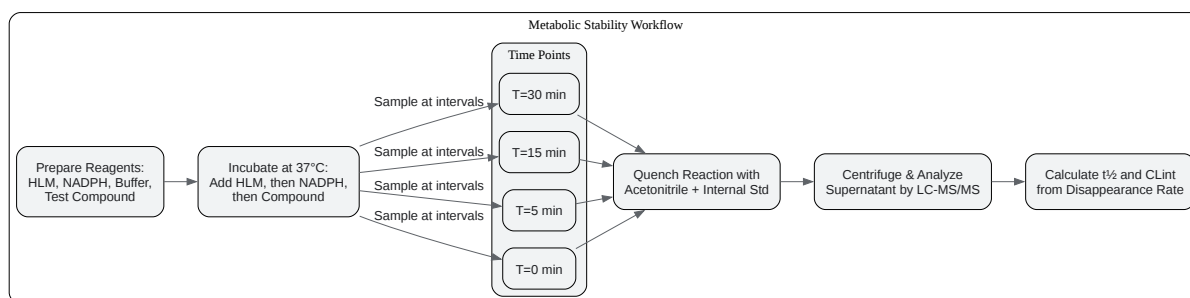 Metabolic Stability Workflow
Prepare Reagents:
HLM, NADPH, Buffer,
Test Compound
Incubate at 37°C:
Add HLM, then NADPH,
then Compound
Sample at intervals
Sample at intervals
Sample at intervals
Sample at intervals
Time Points
T=30 min
T=15 min
T=5 min
T=0 min
Quench Reaction with
Acetonitrile + Internal Std
Centrifuge & Analyze
Supernatant by LC-MS/MS
Calculate t½ and CLint
from Disappearance Rate